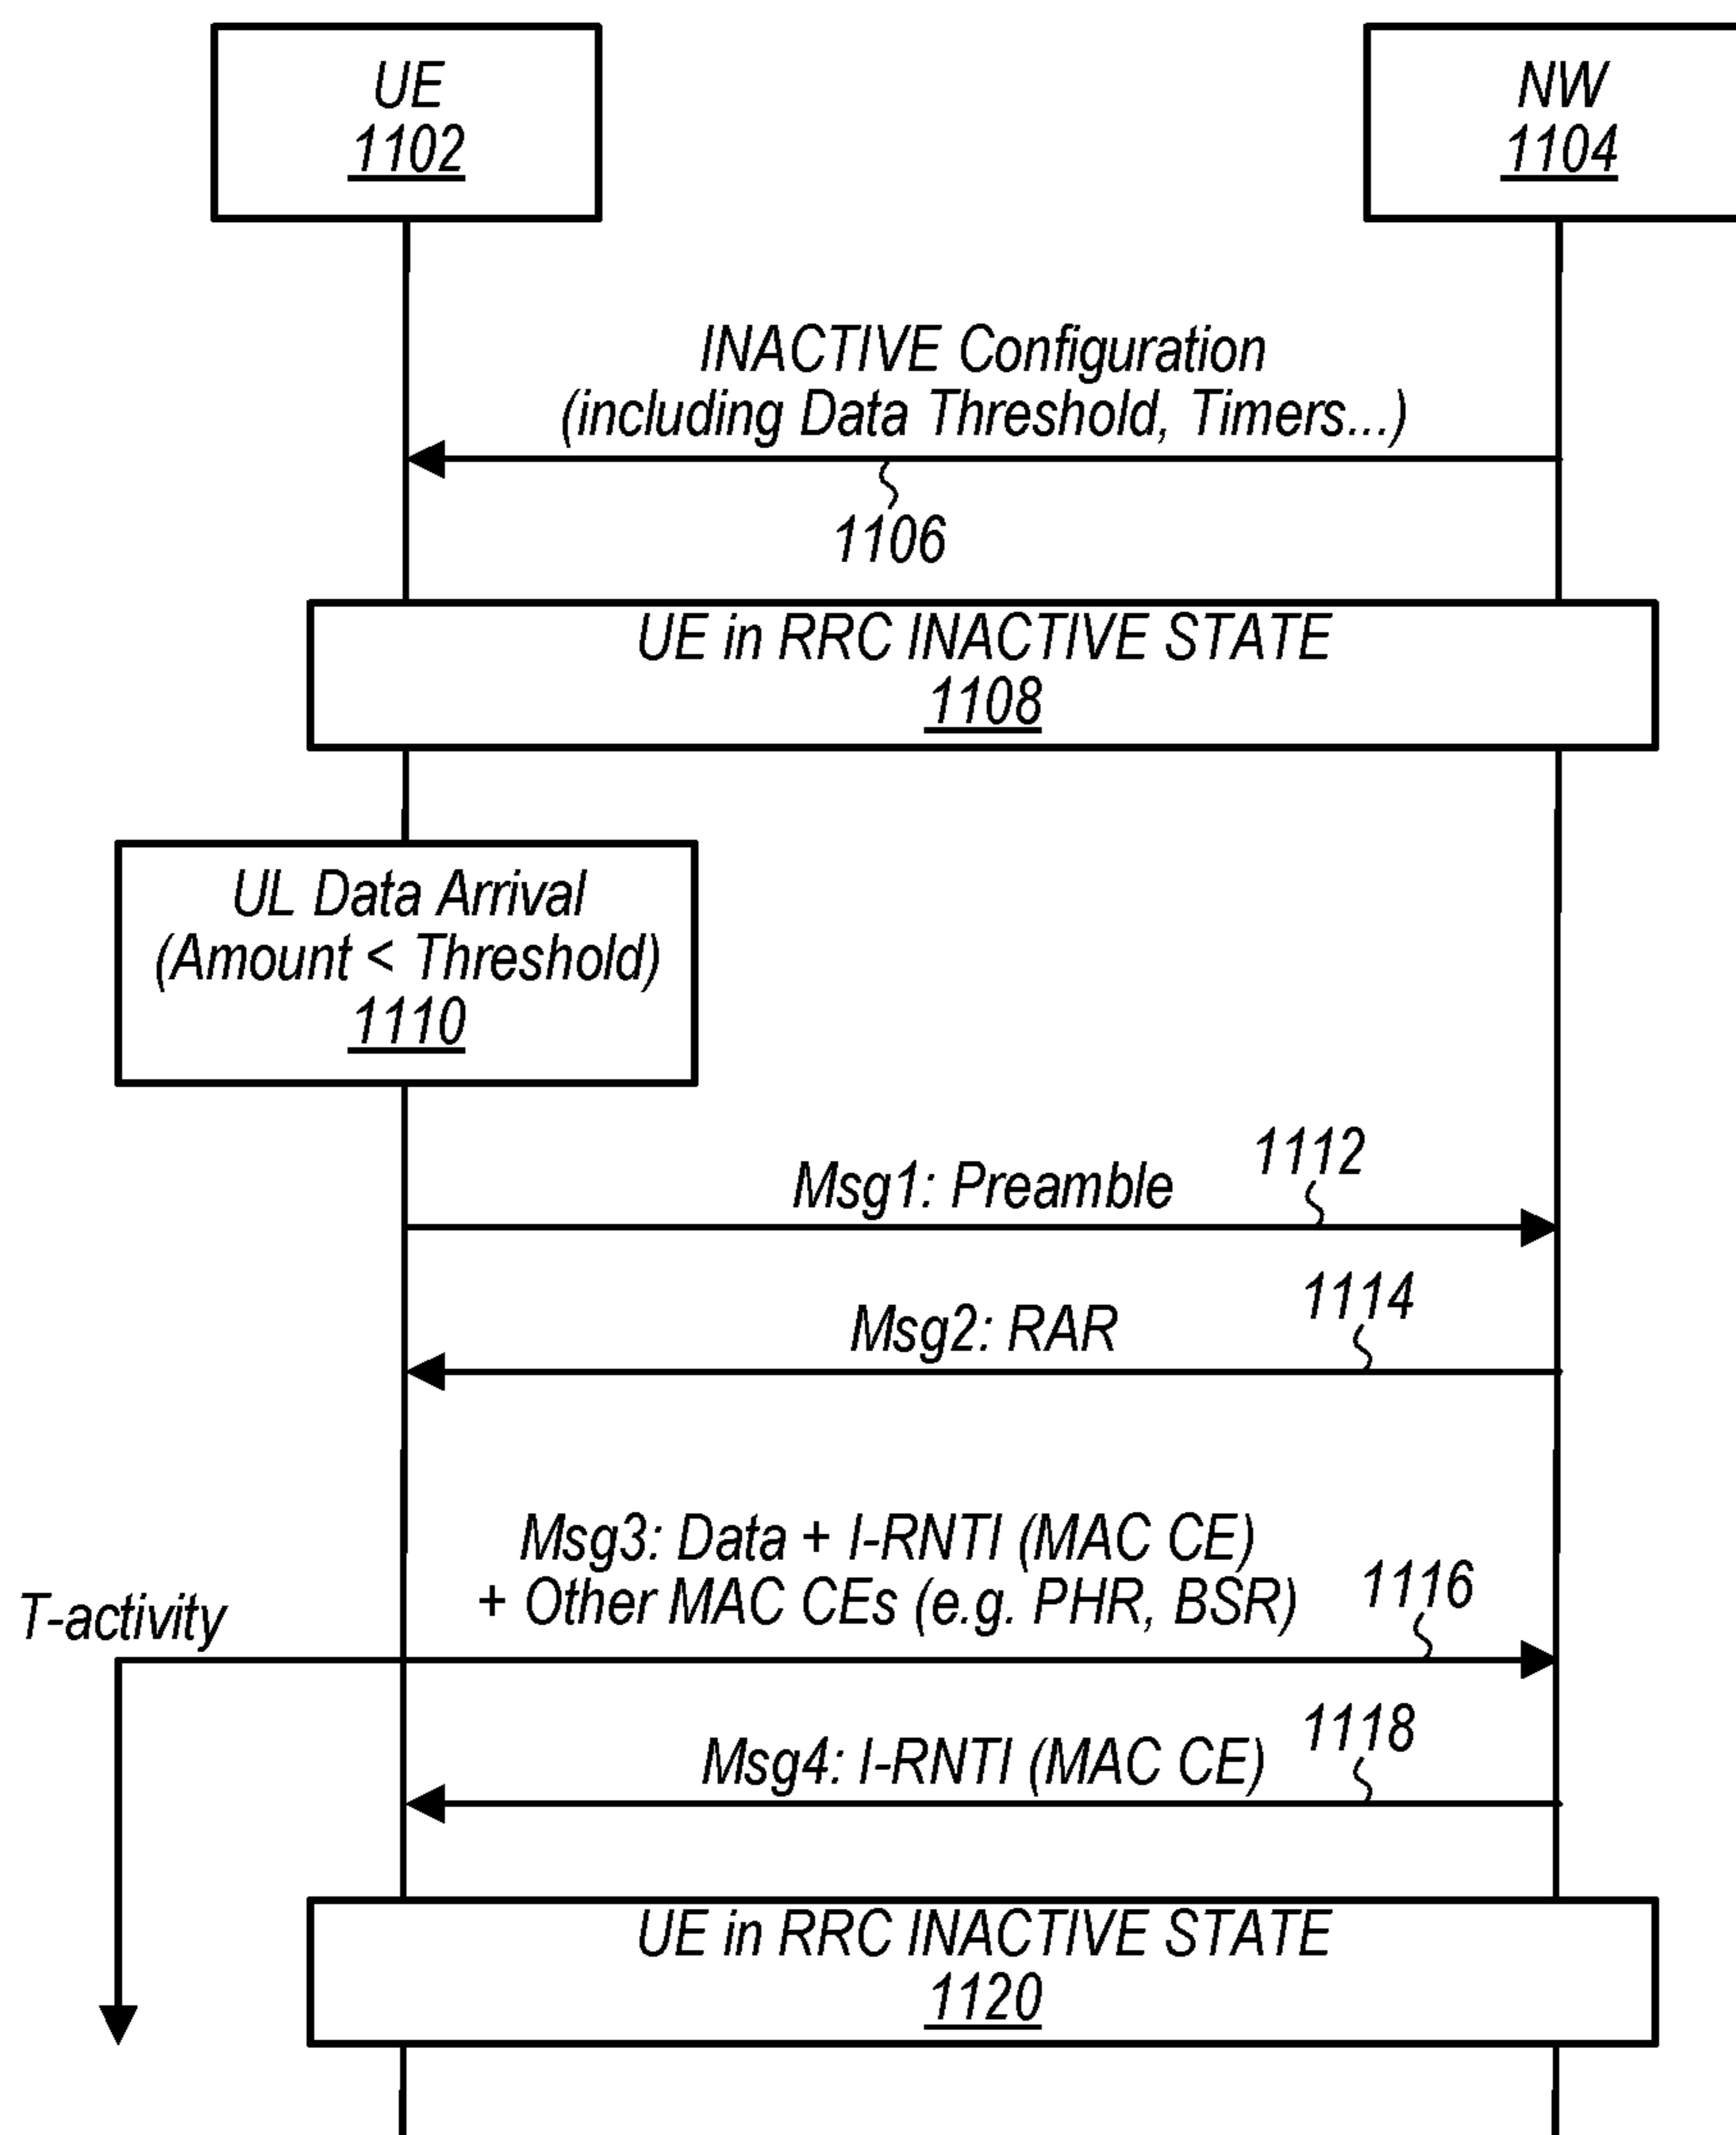 UE
1102
NW
1104
INACTIVE Configuration
(including Data Threshold, Timers...)
1106
UE in RRC INACTIVE STATE
1108
UL Data Arrival
(Amount < Threshold)
1110
1112
Msg1: Preamble
1114
Msg2: RAR
Msg3: Data + I-RNTI (MAC CE)
+ Other MAC CEs (e.g. PHR, BSR)
1116
T-activity
1118
Msg4: I-RNTI (MAC CE)
UE in RRC INACTIVE STATE
1120